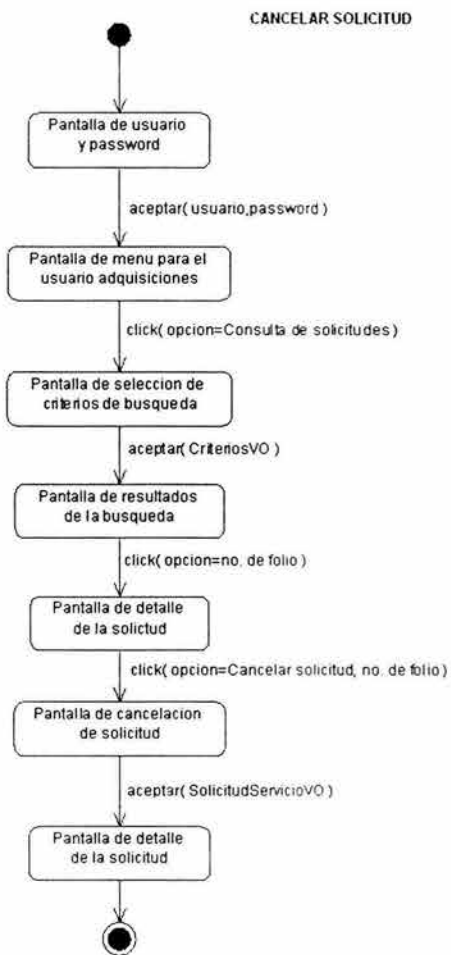 CANCELAR SOLICITUD
Pantalla de usuario
y password
aceptar( usuario,password )
Pantalla de menu para el
usuario adquisiciones
click( opcion=Consulta de solicitudes )
Pantalla de seleccion de
criterios de busqueda
aceptar( CriteriosVO )
Pantalla de resultados
de la busqueda
click( opcion=no. de folio )
Pantalla de detalle
de la solictud
click( opcion=Cancelar solicitud, no. de folio )
Pantalla de cancelacion
de solicitud
aceptar( SolicitudServicioVO )
Pantalla de detalle
de la solicitud